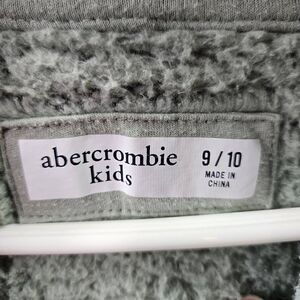 abercrombie
kids
9 / 10
MADE IN
CHINA